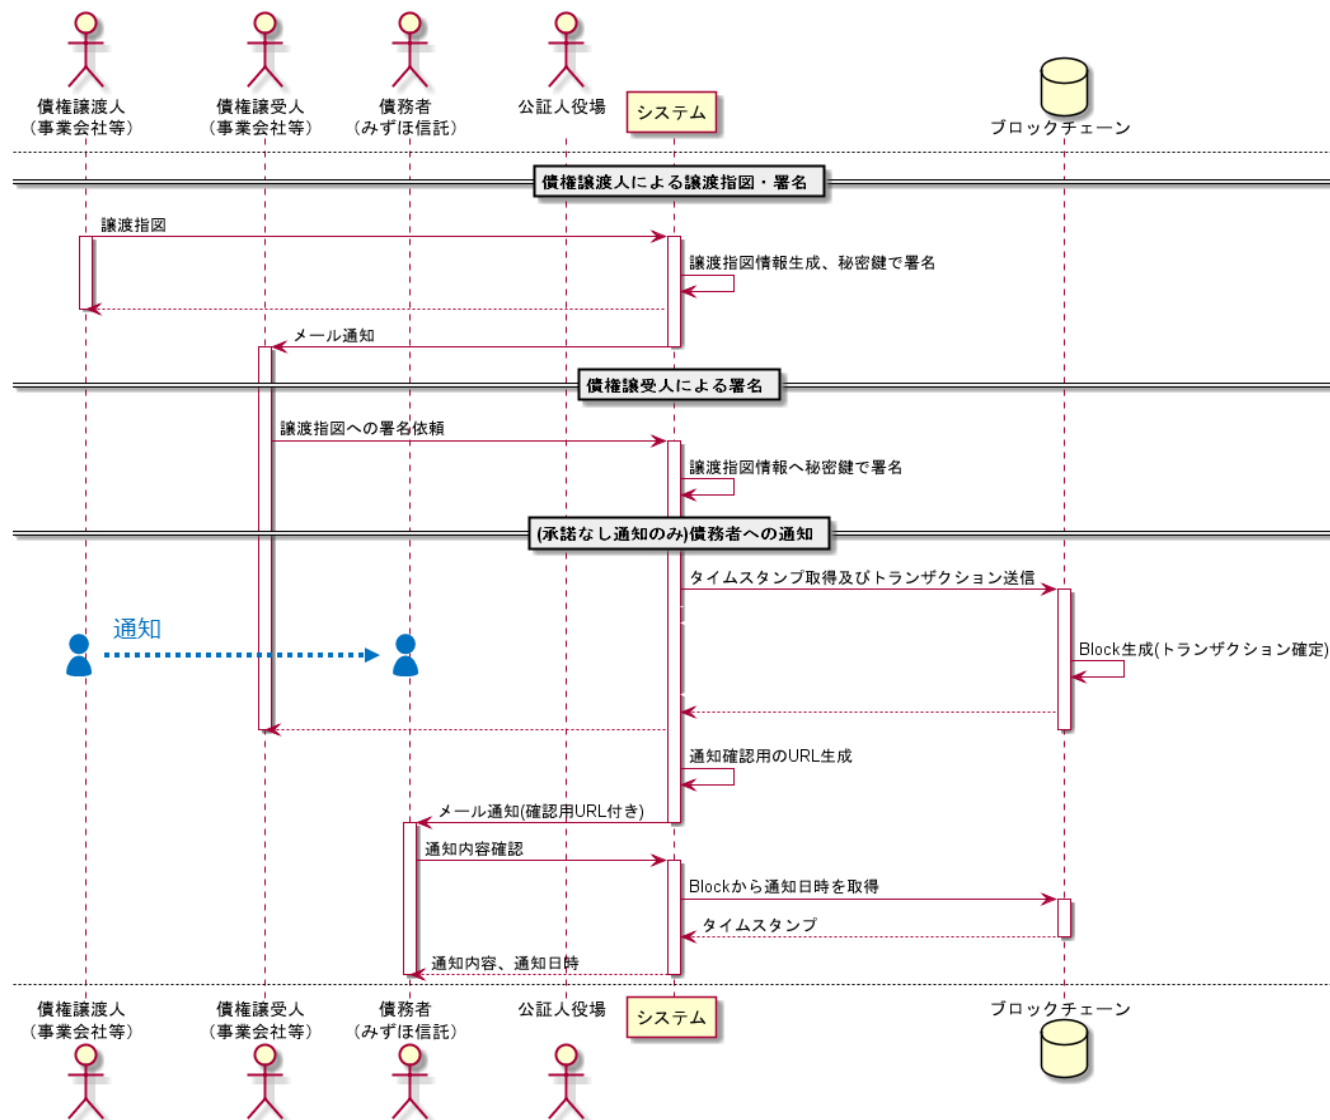 債権譲渡人
（事業会社等）
債権譲受人
（事業会社等）
債務者
（みずほ信託）
公証人役場
システム
ブロックチェーン
債権譲渡人による譲渡指図・署名
譲渡指図
譲渡指図情報生成、秘密鍵で署名
メール通知
債権譲受人による署名
譲渡指図への署名依頼
譲渡指図情報へ秘密鍵で署名
(承諾なし通知のみ)債務者への通知
タイムスタンプ取得及びトランザクション送信
通知
Block生成(トランザクション確定)
通知確認用のURL生成
メール通知(確認用URL付き)
通知内容確認
Blockから通知日時を取得
タイムスタンプ
通知内容、通知日時
債権譲渡人
（事業会社等）
債権譲受人
（事業会社等）
債務者
（みずほ信託）
公証人役場
システム
ブロックチェーン